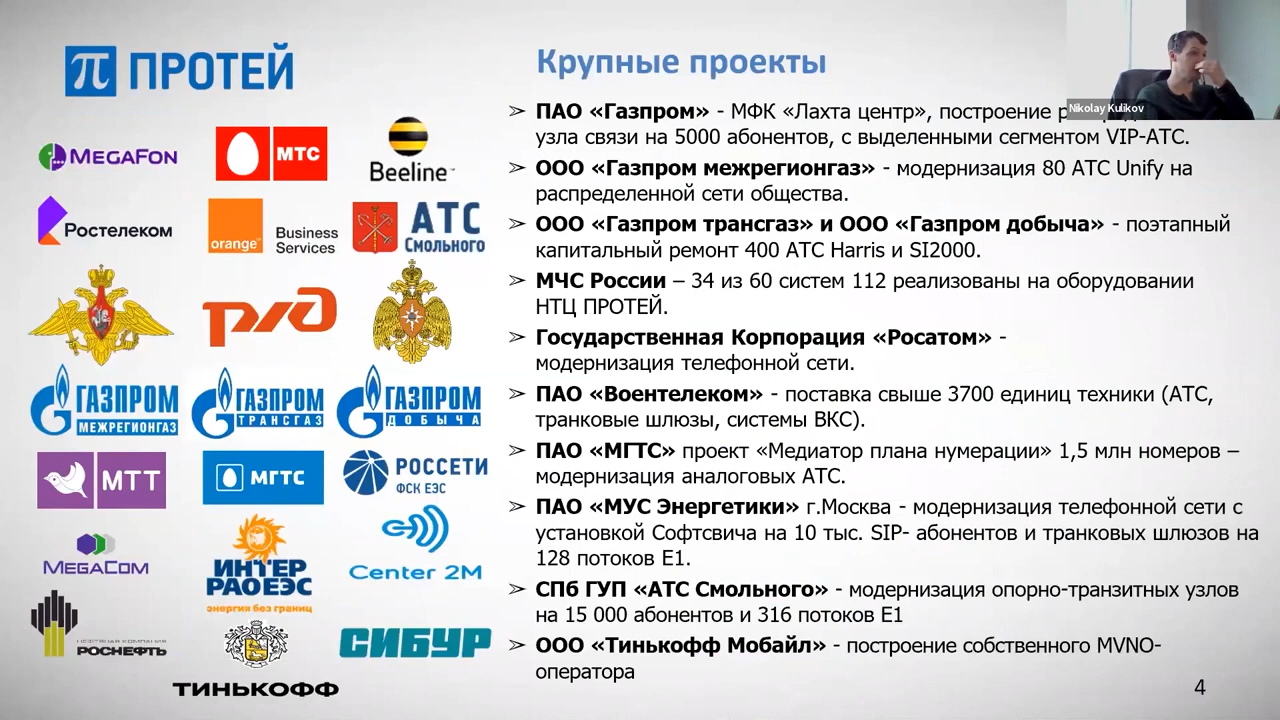 ПРОТЕЙ
Крупные проекты
Nikolay Kulikov
MEGAFON
МТС
Beeline™
Ростелеком
orange™
Business
Services
АТС
Смольного
РЖД
ГАЗПРОМ
МЕЖРЕГИОНГАЗ
ГАЗПРОМ
ТРАНСГАЗ
ГАЗПРОМ
ДОБЫЧА
МТТ
МГТС
РОССЕТИ
ФСК ЕЭС
MEGACOM
ИНТЕР
РАОЕЭС
энергия без границ
Center 2M
НЕФТЯНАЯ КОМПАНИЯ
РОСНЕФТЬ
СИБУР
ТИНЬКОФФ
➢ ПАО «Газпром» - МФК «Лахта центр», построение
узла связи на 5000 абонентов, с выделенными сегментом VIP-АТС.
➢ ООО «Газпром межрегионгаз» - модернизация 80 АТС Unify на
распределенной сети общества.
➢ ООО «Газпром трансгаз» и ООО «Газпром добыча» - поэтапный
капитальный ремонт 400 АТС Harris и SI2000.
➢ МЧС России – 34 из 60 систем 112 реализованы на оборудовании
НТЦ ПРОТЕЙ.
➢ Государственная Корпорация «Росатом» -
модернизация телефонной сети.
➢ ПАО «Воентелеком» - поставка свыше 3700 единиц техники (АТС,
транковые шлюзы, системы ВКС).
➢ ПАО «МГТС» проект «Медиатор плана нумерации» 1,5 млн номеров –
модернизация аналоговых АТС.
➢ ПАО «МУС Энергетики» г.Москва - модернизация телефонной сети с
установкой Софтсвича на 10 тыс. SIP- абонентов и транковых шлюзов на
128 потоков Е1.
➢ СПб ГУП «АТС Смольного» - модернизация опорно-транзитных узлов
на 15 000 абонентов и 316 потоков Е1
➢ ООО «Тинькофф Мобайл» - построение собственного MVNO-
оператора
4